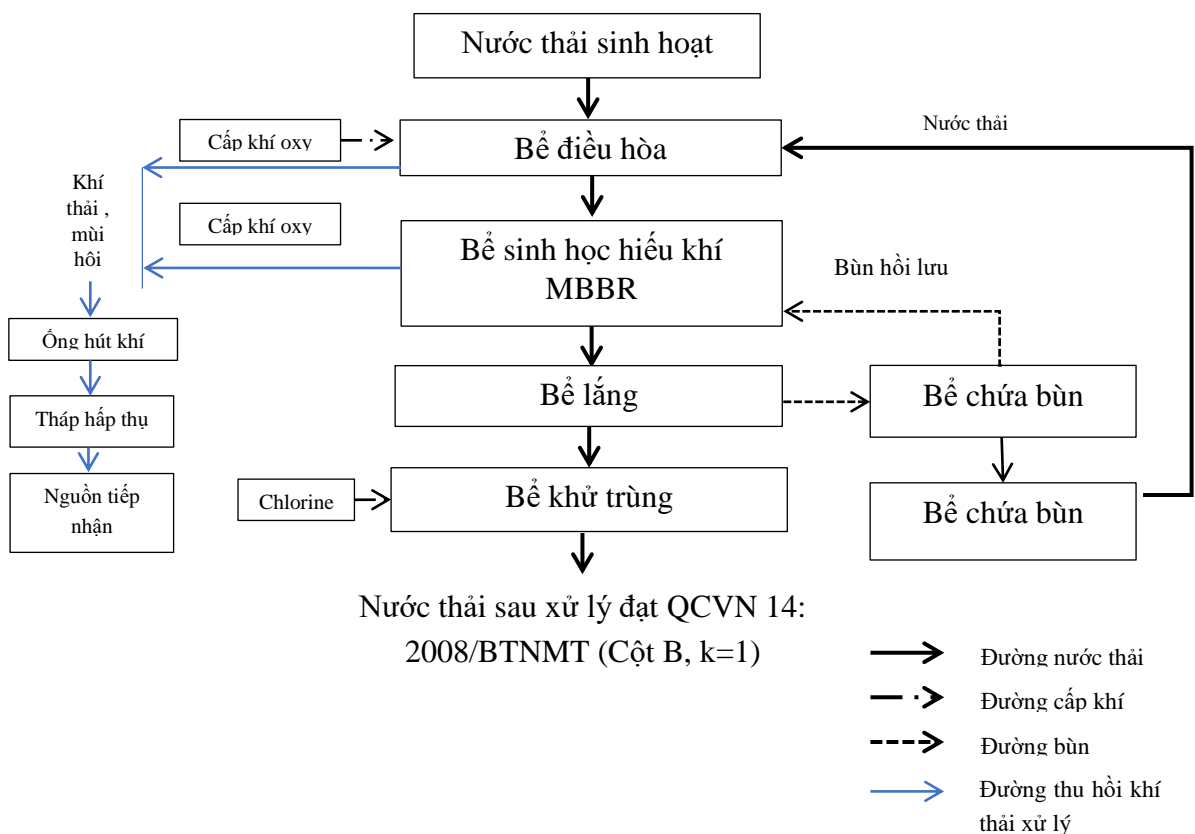 Nước thải sinh hoạt
Cấp khí oxy
Bể điều hòa
Nước thải
Khí
thải ,
mùi
hôi
Cấp khí oxy
Bể sinh học hiếu khí
MBBR
Bùn hồi lưu
Ống hút khí
Bể lắng
Bể chứa bùn
Tháp hấp thụ
Nguồn tiếp
nhận
Chlorine
Bể khử trùng
Bể chứa bùn
Nước thải sau xử lý đạt QCVN 14:
2008/BTNMT (Cột B, k=1)
Đường nước thải
Đường cấp khí
Đường bùn
Đường thu hồi khí
thải xử lý